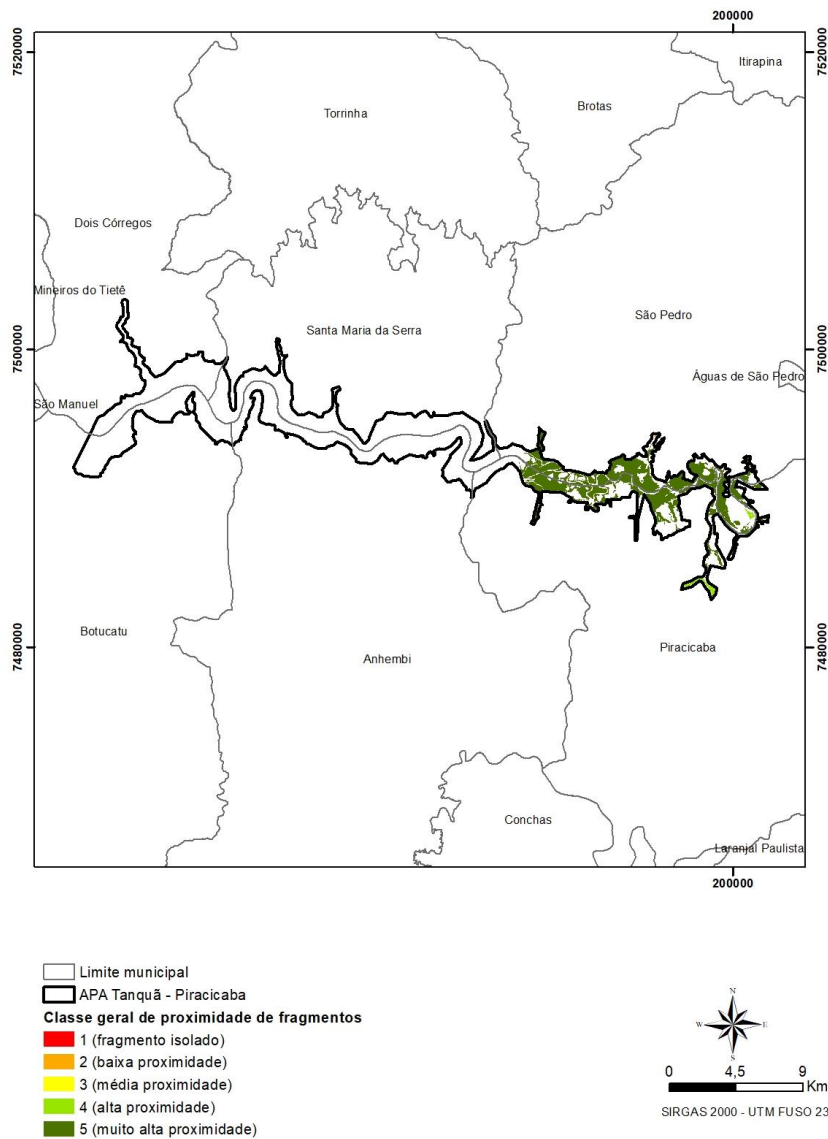 200000
7520000
7520000
Itirapina
Brotas
Torrinha
Dois Córregos
Mineiros do Tietê
São Pedro
Santa Maria da Serra
7500000
7500000
Águas de São Pedro
São Manuel
Botucatu
7480000
7480000
Anhembi
Piracicaba
Conchas
Laranjal Paulista
200000
Limite municipal
APA Tanquã - Piracicaba
Classe geral de proximidade de fragmentos
1 (fragmento isolado)
2 (baixa proximidade)
3 (média proximidade)
4 (alta proximidade)
5 (muito alta proximidade)
N
W
E
S
0 4,5 9
Km
SIRGAS 2000 - UTM FUSO 23